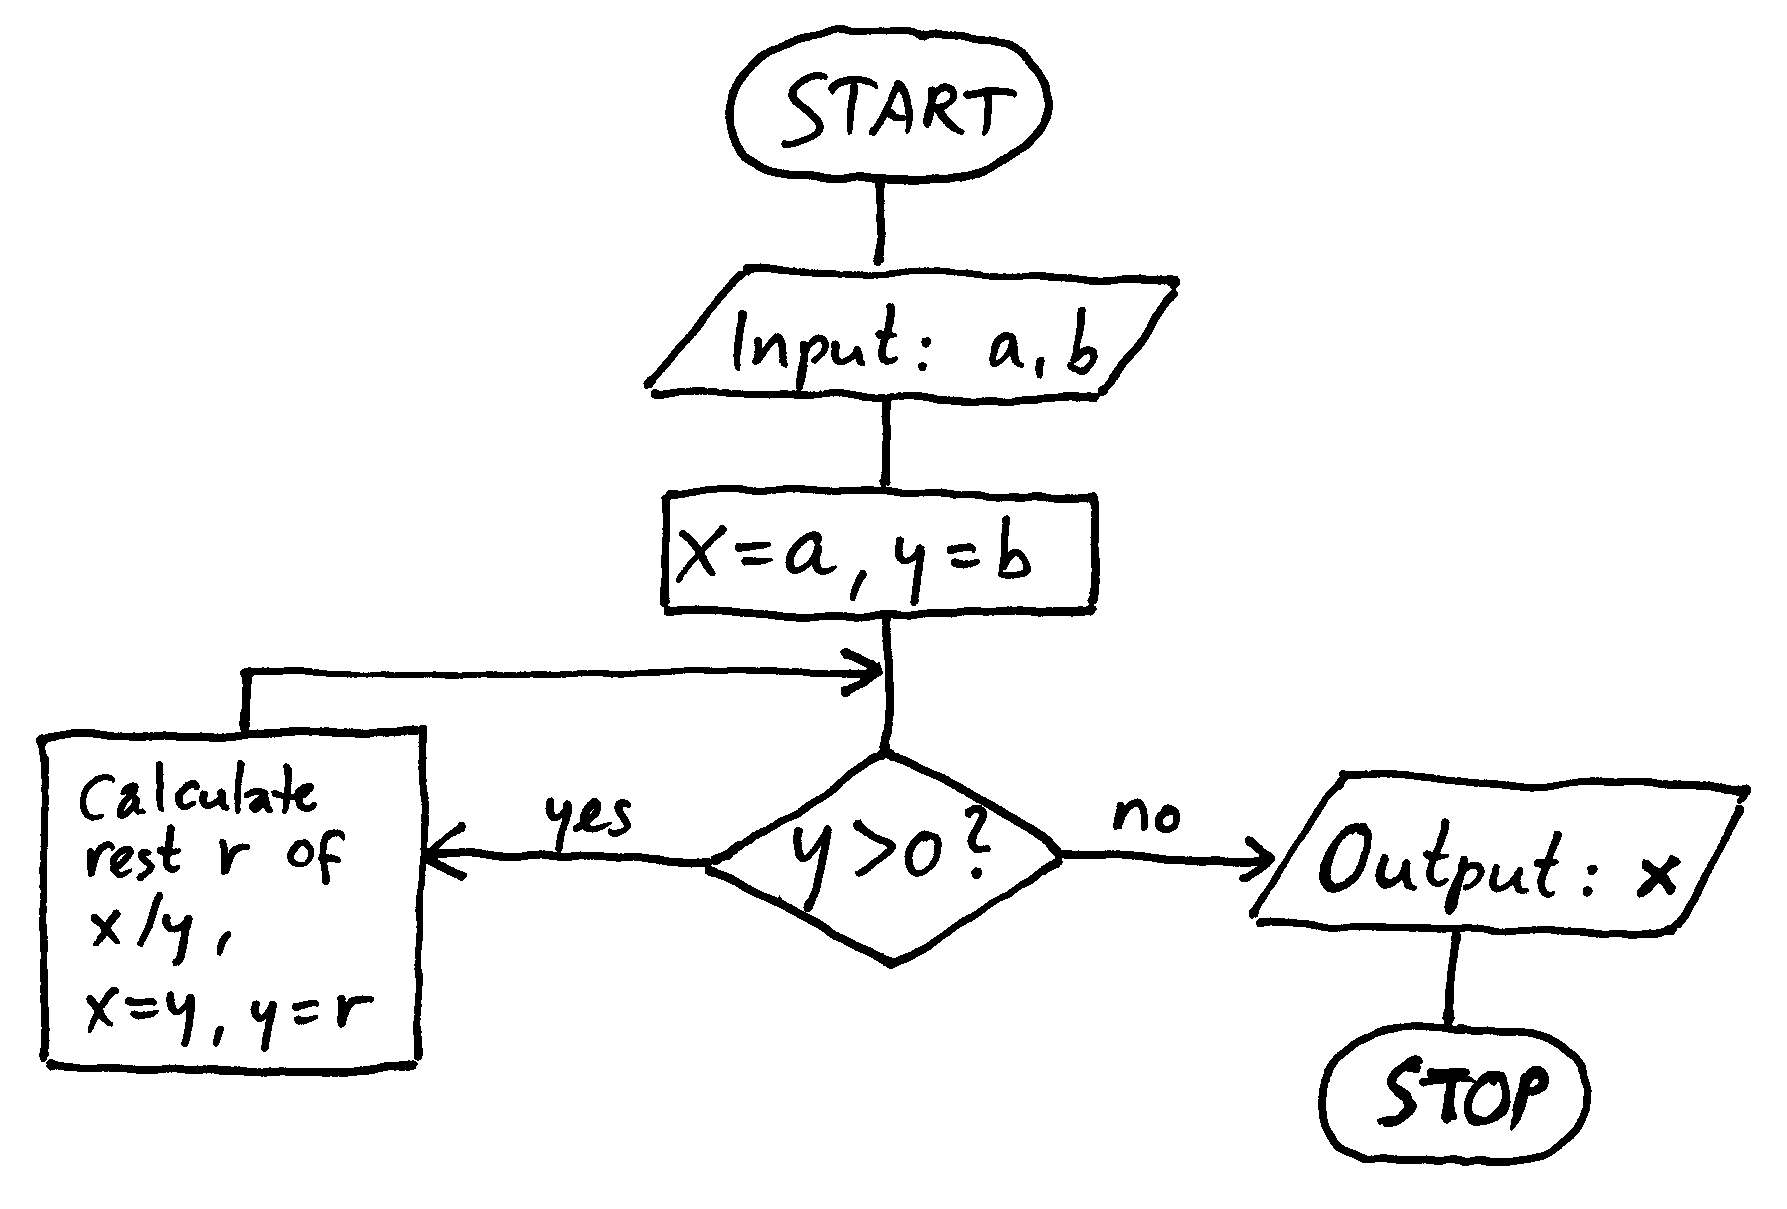 START
Input: a, b
x=a, y=b
y>0?
yes
no
Calculate
rest r of
x/y,
x=y, y=r
Output: x
STOP